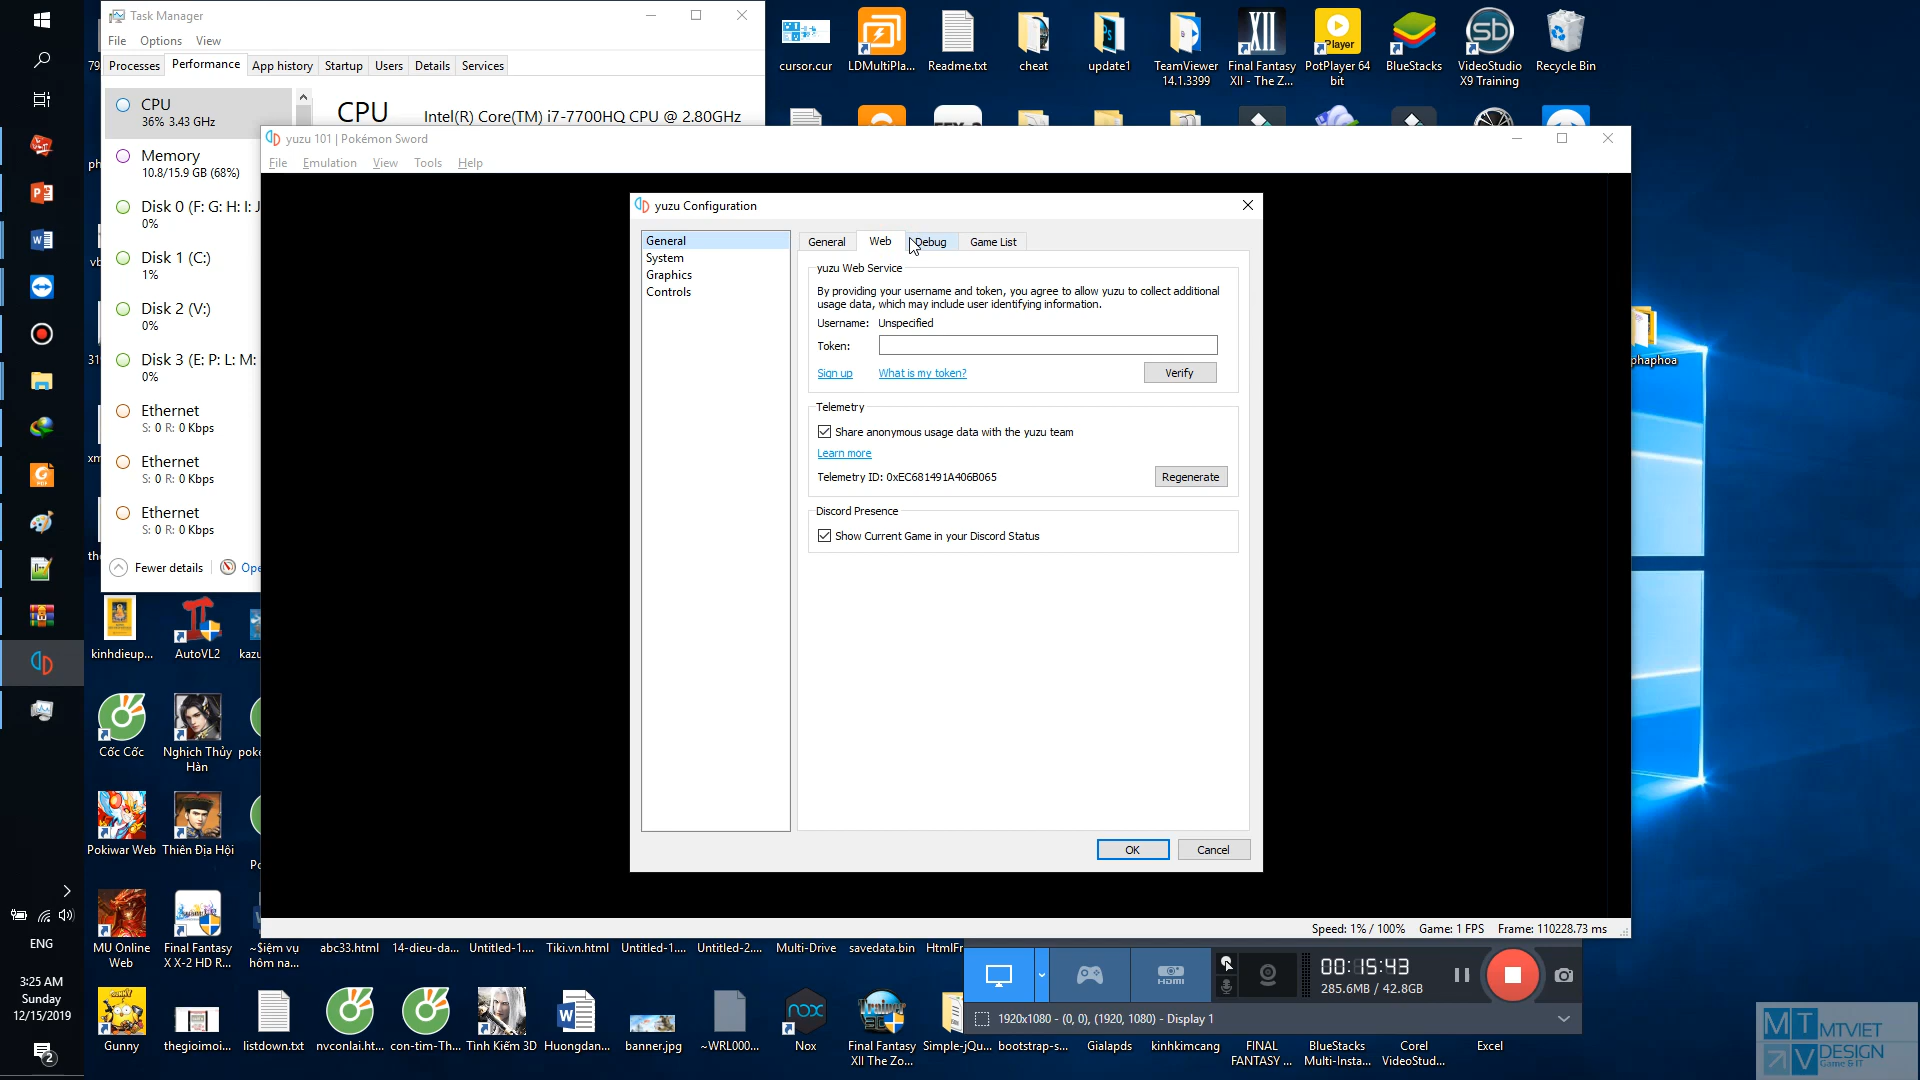 Task Manager
File Options View
Processes Performance App history Startup Users Details Services
CPU
36% 3.43 GHz
CPU Intel(R) Core(TM) i7-7700HQ CPU @ 2.80GHz
Memory
10.8/15.9 GB (68%)
Disk 0 (F: G: H: I: J
0%
Disk 1 (C:)
1%
Disk 2 (V:)
0%
Disk 3 (E: P: L: M:
0%
Ethernet
S: 0 R: 0 Kbps
Ethernet
S: 0 R: 0 Kbps
Ethernet
S: 0 R: 0 Kbps
Fewer details Ope
yuzu 101 | Pokémon Sword
File Emulation View Tools Help
yuzu Configuration
General
System
Graphics
Controls
General Web Debug Game List
yuzu Web Service
By providing your username and token, you agree to allow yuzu to collect additional
usage data, which may include user identifying information.
Username: Unspecified
Token:
Sign up What is my token? Verify
Telemetry
Share anonymous usage data with the yuzu team
Learn more
Telemetry ID: 0xEC681491A406B065 Regenerate
Discord Presence
Show Current Game in your Discord Status
OK Cancel
Speed: 1% / 100% Game: 1 FPS Frame: 110228.73 ms
cursor.cur LDMultiPla... Readme.txt cheat update1 TeamViewer
14.1.3399
Final Fantasy
XII - The Z...
PotPlayer 64
bit
BlueStacks VideoStudio
X9 Training
Recycle Bin
phaphoa
kinhdieup... AutoVL2 kazu
Cốc Cốc Nghịch Thủy
Hàn
poke
Pokiwar Web Thiên Địa Hội Po
MU Online
Web
Final Fantasy
X X-2 HD R...
~$iệm vụ
hôm na...
abc33.html 14-dieu-da... Untitled-1.... Tiki.vn.html Untitled-1.... Untitled-2.... Multi-Drive savedata.bin HtmlFr
Gunny thegioimoi... listdown.txt nvconlai.ht... con-tim-Th... Tinh Kiếm 3D Huongdan... banner.jpg ~WRL000... Nox Final Fantasy
XII The Zo...
Simple-jQu... bootstrap-s... Gialapds kinhkimcang FINAL
FANTASY ...
BlueStacks
Multi-Insta...
Corel
VideoStud...
Excel
00:15:43
285.6MB / 42.8GB
HDMI
1920x1080 - (0, 0), (1920, 1080) - Display 1
ENG
3:25 AM
Sunday
12/15/2019
2
MTVIET
DESIGN
Game & IT